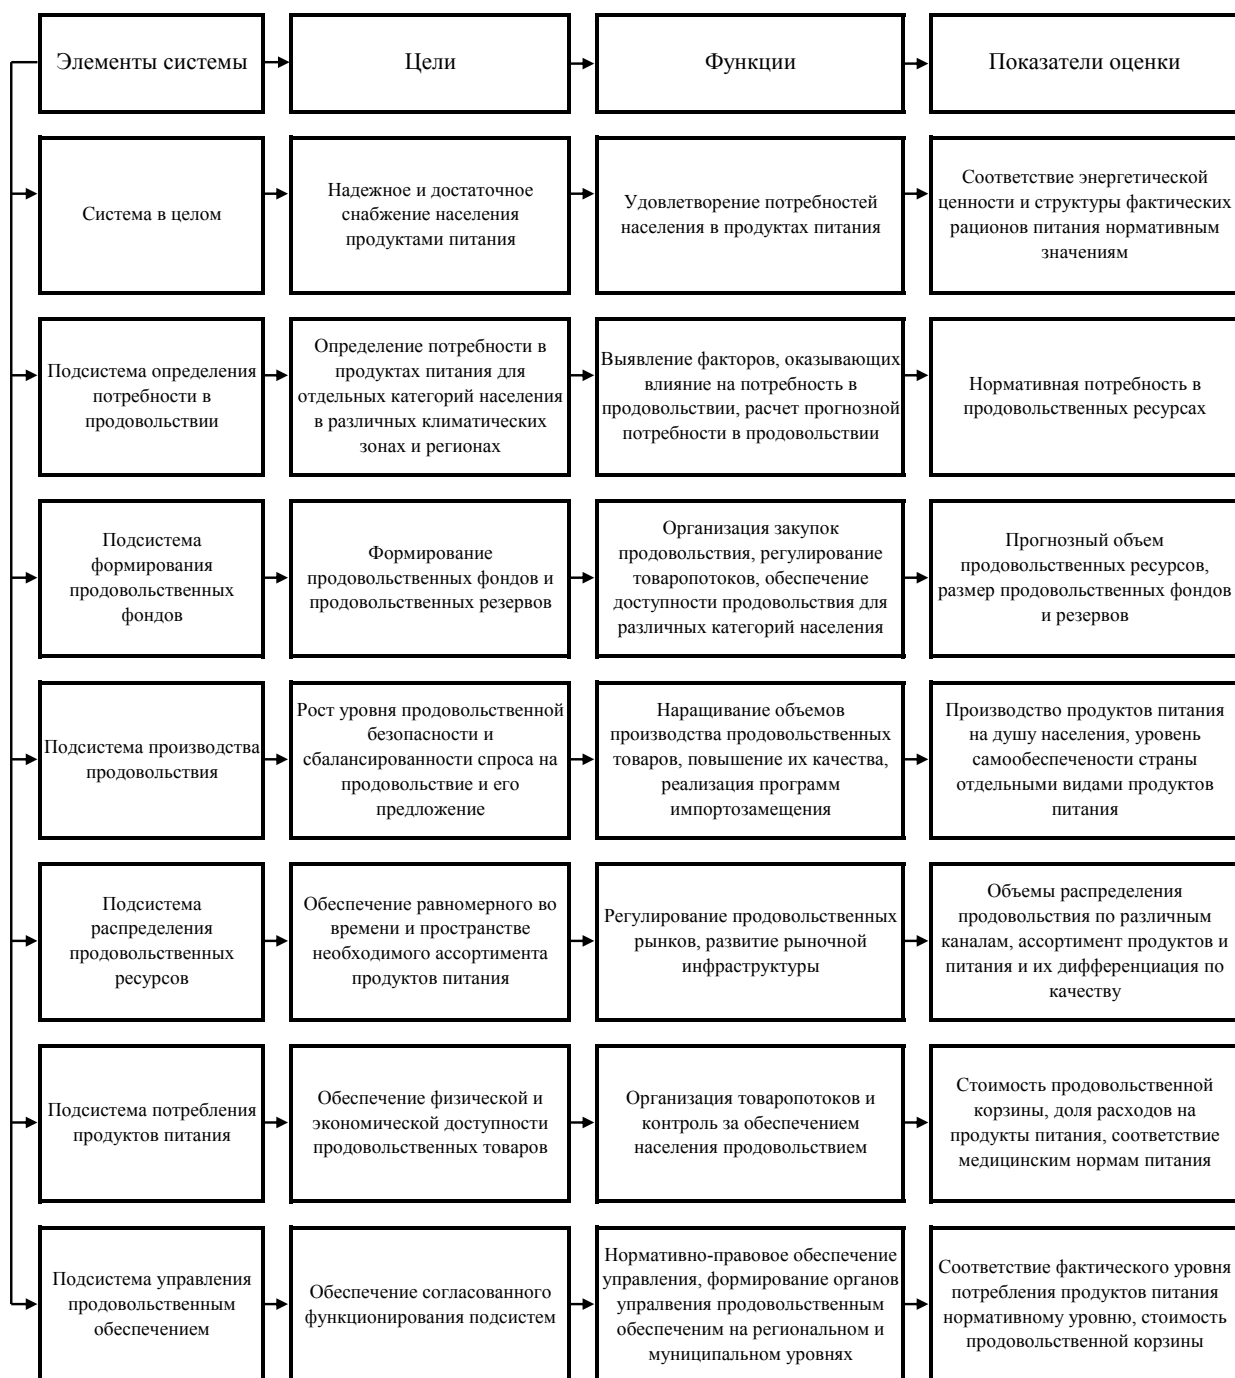 Элементы системы
Цели
Функции
Показатели оценки
Система в целом
Надежное и достаточное
снабжение населения
продуктами питания
Удовлетворение потребностей
населения в продуктах питания
Соответствие энергетической
ценности и структуры фактических
рационов питания нормативным
значениям
Подсистема определения
потребности в
продовольствии
Определение потребности в
продуктах питания для
отдельных категорий населения
в различных климатических
зонах и регионах
Выявление факторов, оказывающих
влияние на потребность в
продовольствии, расчет прогнозной
потребности в продовольствии
Нормативная потребность в
продовольственных ресурсах
Подсистема
формирования
продовольственных
фондов
Формирование
продовольственных фондов и
продовольственных резервов
Организация закупок
продовольствия, регулирование
товаропотоков, обеспечение
доступности продовольствия для
различных категорий населения
Прогнозный объем
продовольственных ресурсов,
размер продовольственных фондов
и резервов
Подсистема производства
продовольствия
Рост уровня продовольственной
безопасности и
сбалансированности спроса на
продовольствие и его
предложение
Наращивание объемов
производства продовольственных
товаров, повышение их качества,
реализация программ
импортозамещения
Производство продуктов питания
на душу населения, уровень
самообеспечености страны
отдельными видами продуктов
питания
Подсистема
распределения
продовольственных
ресурсов
Обеспечение равномерного во
времени и пространстве
необходимого ассортимента
продуктов питания
Регулирование продовольственных
рынков, развитие рыночной
инфраструктуры
Объемы распределения
продовольствия по различным
каналам, ассортимент продуктов и
питания и их дифференциация по
качеству
Подсистема потребления
продуктов питания
Обеспечение физической и
экономической доступности
продовольственных товаров
Организация товаропотоков и
контроль за обеспечением
населения продовольствием
Стоимость продовольственной
корзины, доля расходов на
продукты питания, соответствие
медицинским нормам питания
Подсистема управления
продовольственным
обеспечением
Обеспечение согласованного
функционирования подсистем
Нормативно-правовое обеспечение
управления, формирование органов
упралвения продовольственным
обеспечеим на региональном и
муниципальном уровнях
Соответствие фактического уровня
потребления продуктов питания
нормативному уровню, стоимость
продовольственной корзины